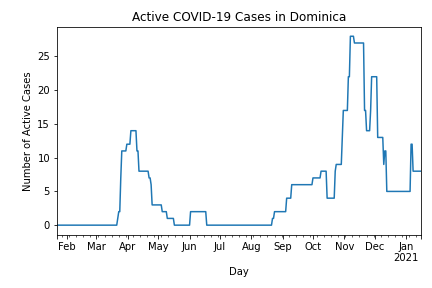 Active COVID-19 Cases in Dominica
Number of Active Cases
25
20
15
10
5
0
Feb Mar Apr May Jun Jul Aug Sep Oct Nov Dec Jan
2021
Day